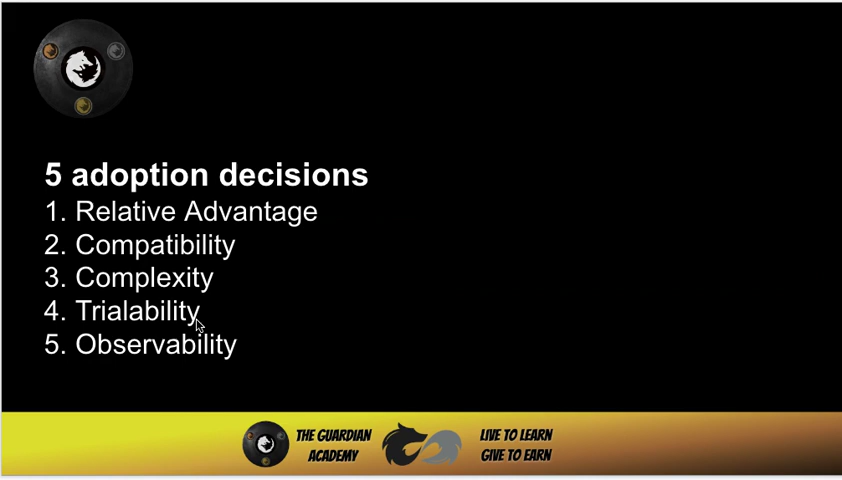 5 adoption decisions
1. Relative Advantage
2. Compatibility
3. Complexity
4. Trialability
5. Observability
THE GUARDIAN
ACADEMY
LIVE TO LEARN
GIVE TO EARN